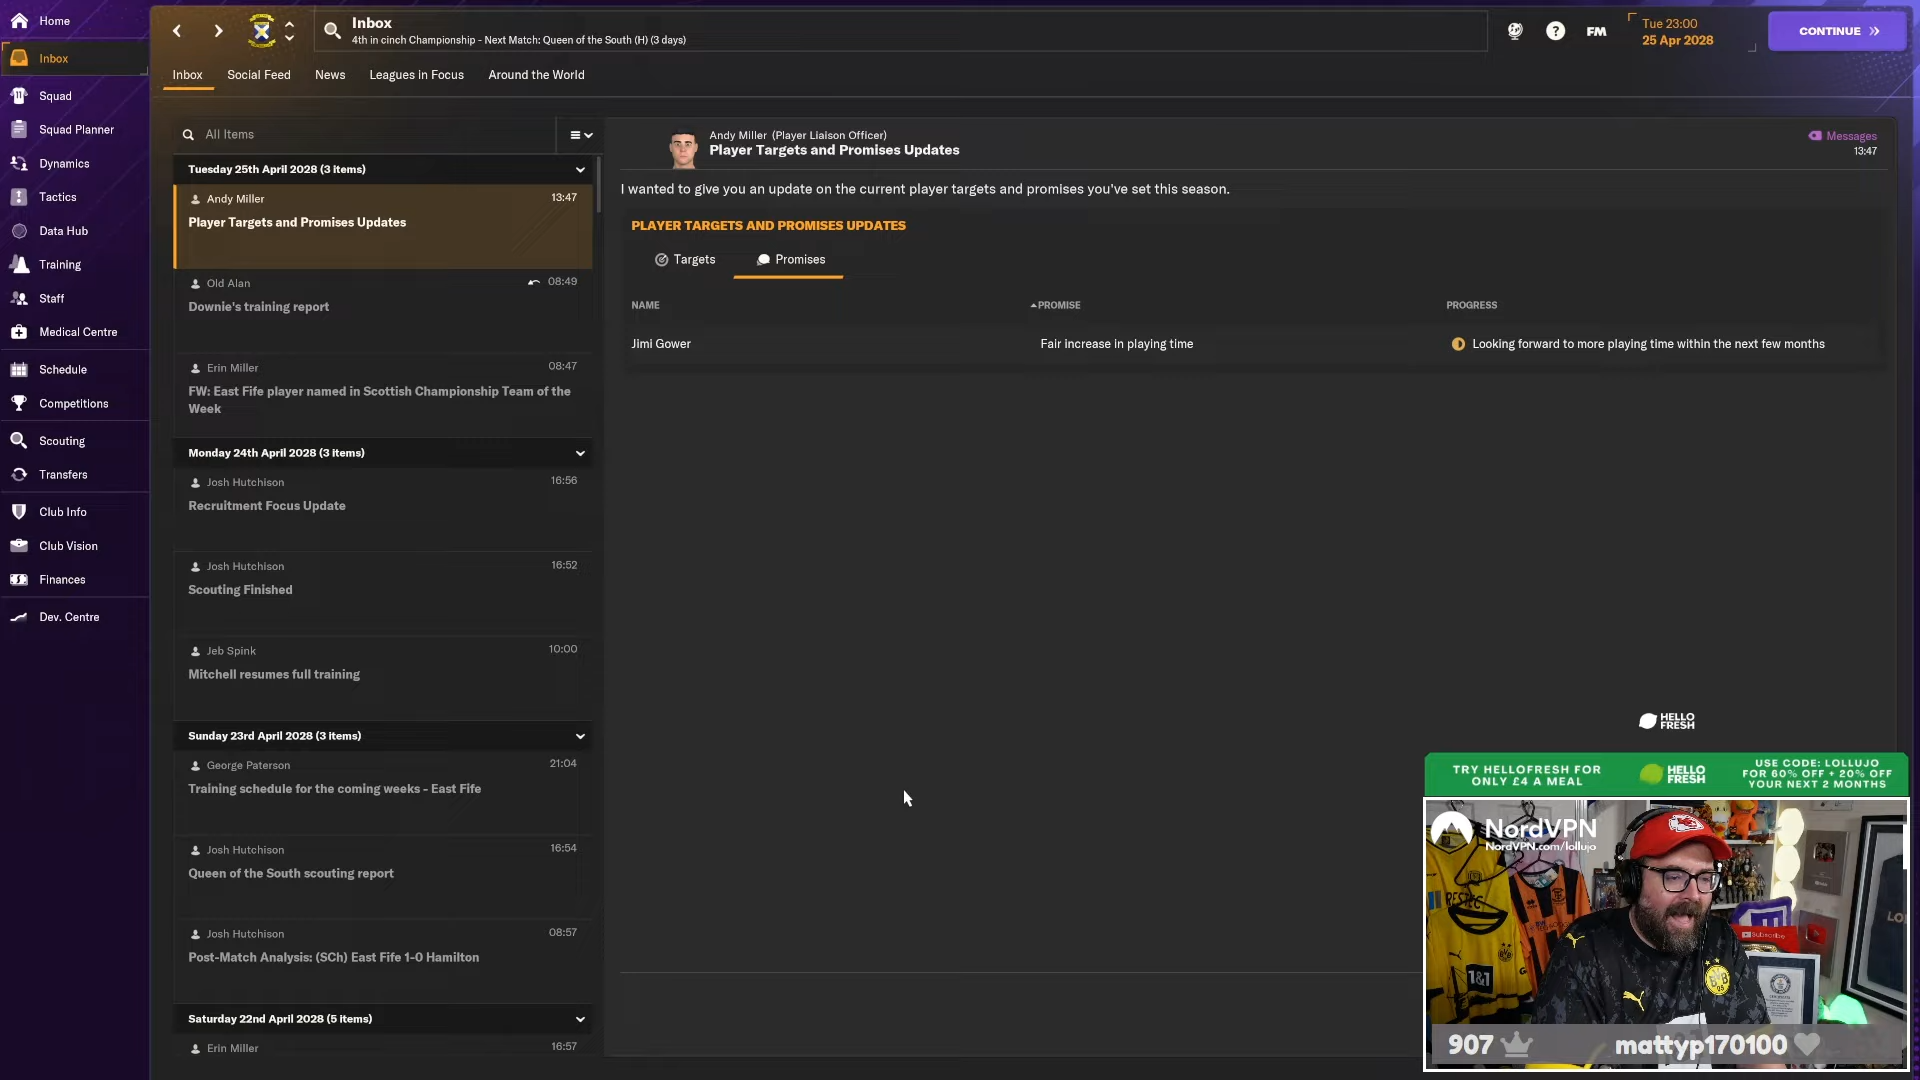 Home
Inbox
Squad
Squad Planner
Dynamics
Tactics
Data Hub
Training
Staff
Medical Centre
Schedule
Competitions
Scouting
Transfers
Club Info
Club Vision
Finances
Dev. Centre
Inbox
4th in cinch Championship - Next Match: Queen of the South (H) (3 days)
FM
Tue 23:00
25 Apr 2028
CONTINUE
Inbox
Social Feed
News
Leagues in Focus
Around the World
All Items
Tuesday 25th April 2028 (3 items)
Andy Miller 13:47
Player Targets and Promises Updates
Old Alan 08:49
Downie's training report
Erin Miller 08:47
FW: East Fife player named in Scottish Championship Team of the
Week
Monday 24th April 2028 (3 items)
Josh Hutchison 16:56
Recruitment Focus Update
Josh Hutchison 16:52
Scouting Finished
Jeb Spink 10:00
Mitchell resumes full training
Sunday 23rd April 2028 (3 items)
George Paterson 21:04
Training schedule for the coming weeks - East Fife
Josh Hutchison 16:54
Queen of the South scouting report
Josh Hutchison 08:57
Post-Match Analysis: (SCh) East Fife 1-0 Hamilton
Saturday 22nd April 2028 (5 items)
Erin Miller 16:57
Andy Miller (Player Liaison Officer)
Player Targets and Promises Updates
Messages
13:47
I wanted to give you an update on the current player targets and promises you've set this season.
PLAYER TARGETS AND PROMISES UPDATES
Targets
Promises
NAME PROMISE PROGRESS
Jimi Gower Fair increase in playing time Looking forward to more playing time within the next few months
HELLO
FRESH
TRY HELLOFRESH FOR
ONLY £4 A MEAL
HELLO
FRESH
USE CODE: LOLLUJO
FOR 60% OFF + 20% OFF
YOUR NEXT 2 MONTHS
NordVPN
NordVPN.com/lollujo
1&1
Subscribe
BVB
09
907
mattyp170100